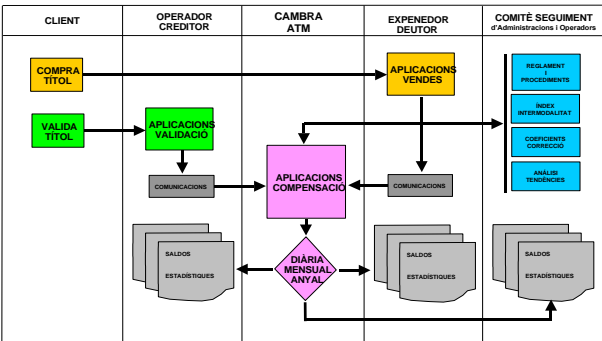 CLIENT
OPERADOR
CREDITOR
CAMBRA
ATM
EXPENEDOR
DEUTOR
COMITÈ SEGUIMENT
d'Administracions i Operadors
COMPRA
TÍTOL
APLICACIONS
VENDES
REGLAMENT
I
PROCEDIMENTS
VALIDA
TÍTOL
APLICACIONS
VALIDACIÓ
ÍNDEX
INTERMODALITAT
COEFICIENTS
CORRECCIÓ
ANÀLISI
TENDÈNCIES
COMUNICACIONS
APLICACIONS
COMPENSACIÓ
COMUNICACIONS
SALDOS
ESTADÍSTIQUES
DIÀRIA
MENSUAL
ANYAL
SALDOS
ESTADÍSTIQUES
SALDOS
ESTADÍSTIQUES